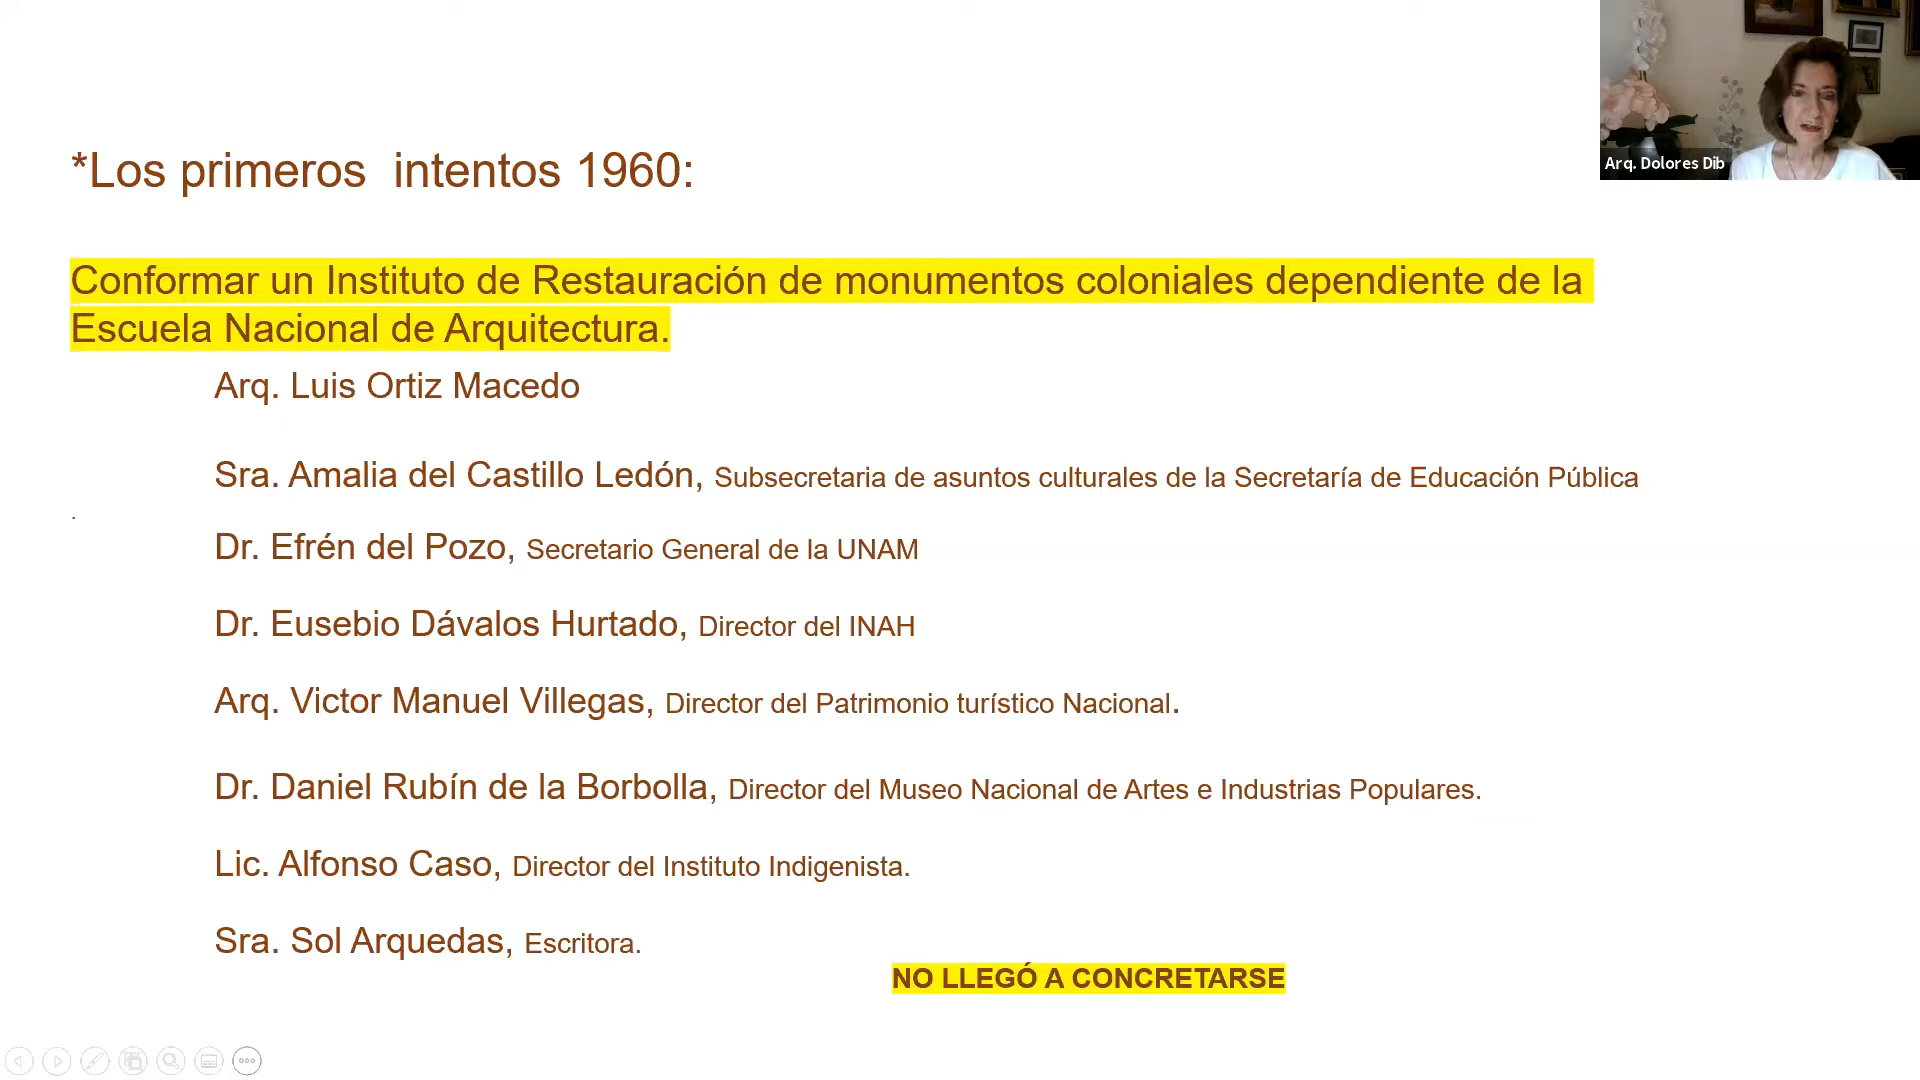 Arq. Dolores Dib
*Los primeros intentos 1960:
Conformar un Instituto de Restauración de monumentos coloniales dependiente de la
Escuela Nacional de Arquitectura.
Arq. Luis Ortiz Macedo
Sra. Amalia del Castillo Ledón, Subsecretaria de asuntos culturales de la Secretaría de Educación Pública
.
Dr. Efrén del Pozo, Secretario General de la UNAM
Dr. Eusebio Dávalos Hurtado, Director del INAH
Arq. Victor Manuel Villegas, Director del Patrimonio turístico Nacional.
Dr. Daniel Rubín de la Borbolla, Director del Museo Nacional de Artes e Industrias Populares.
Lic. Alfonso Caso, Director del Instituto Indigenista.
Sra. Sol Arquedas, Escritora.
NO LLEGÓ A CONCRETARSE